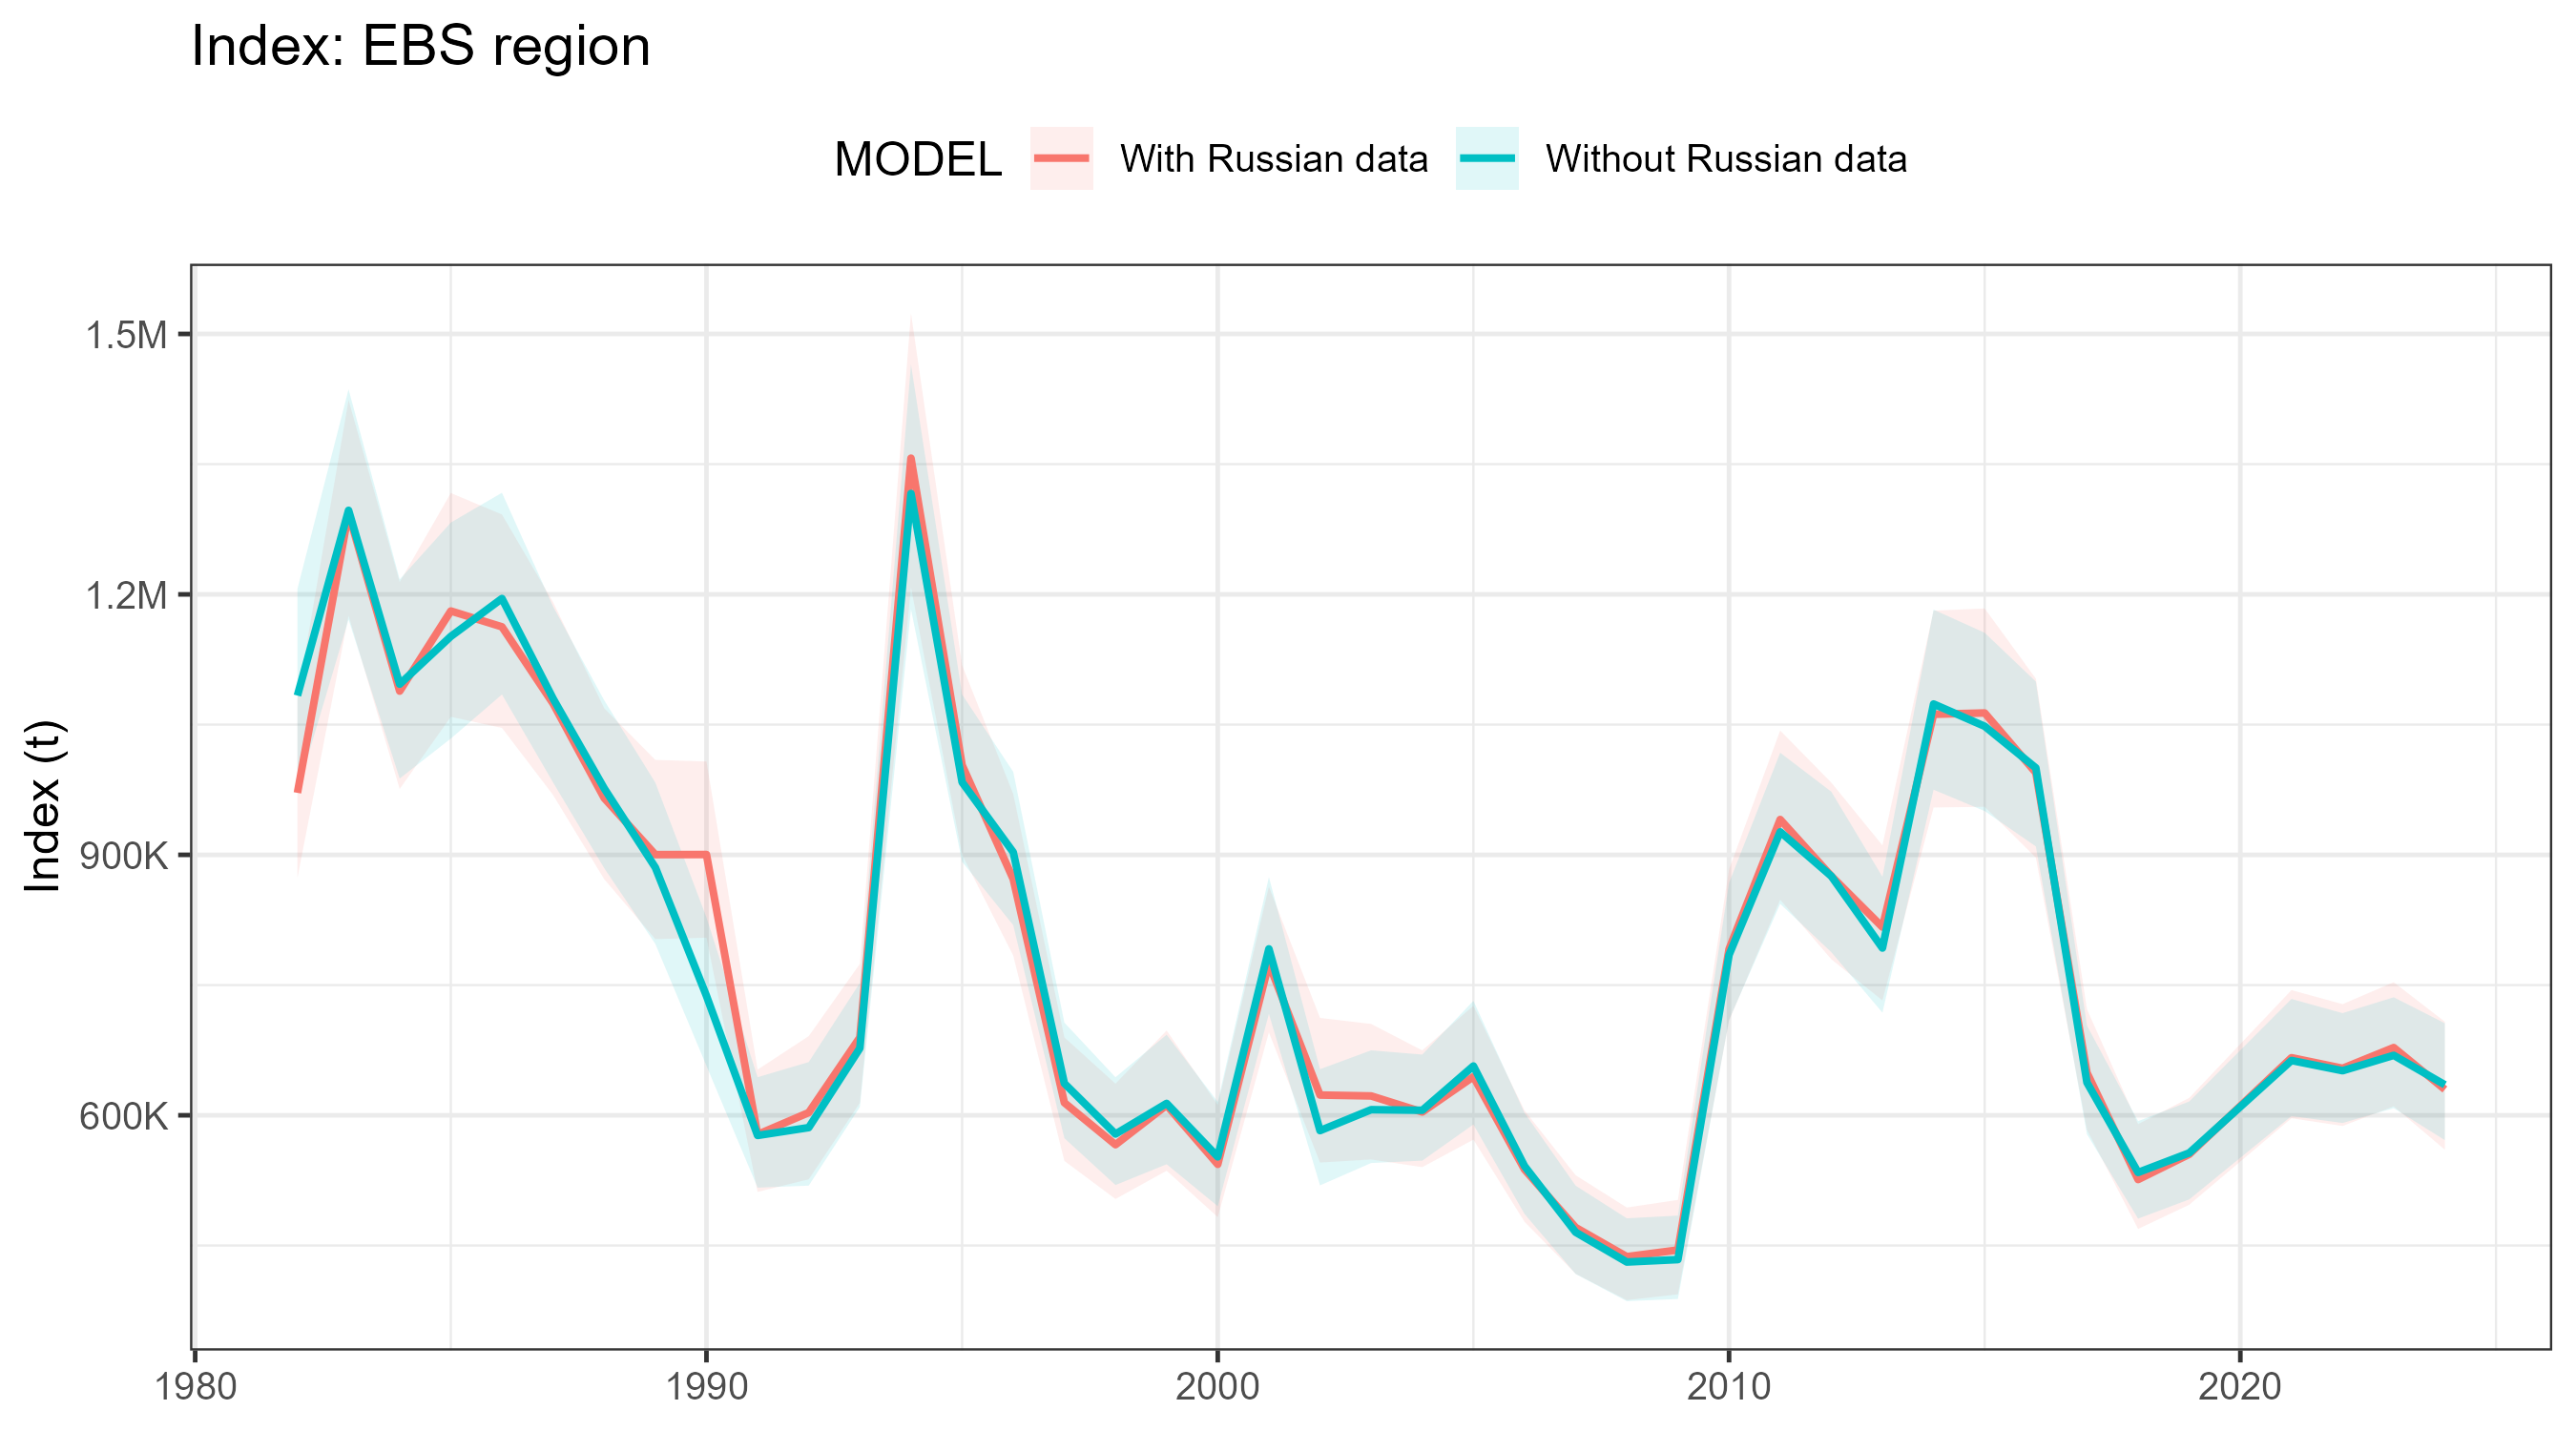 Index: EBS region
MODEL With Russian data Without Russian data
Index (t)
1.5M
1.2M
900K
600K
1980 1990 2000 2010 2020